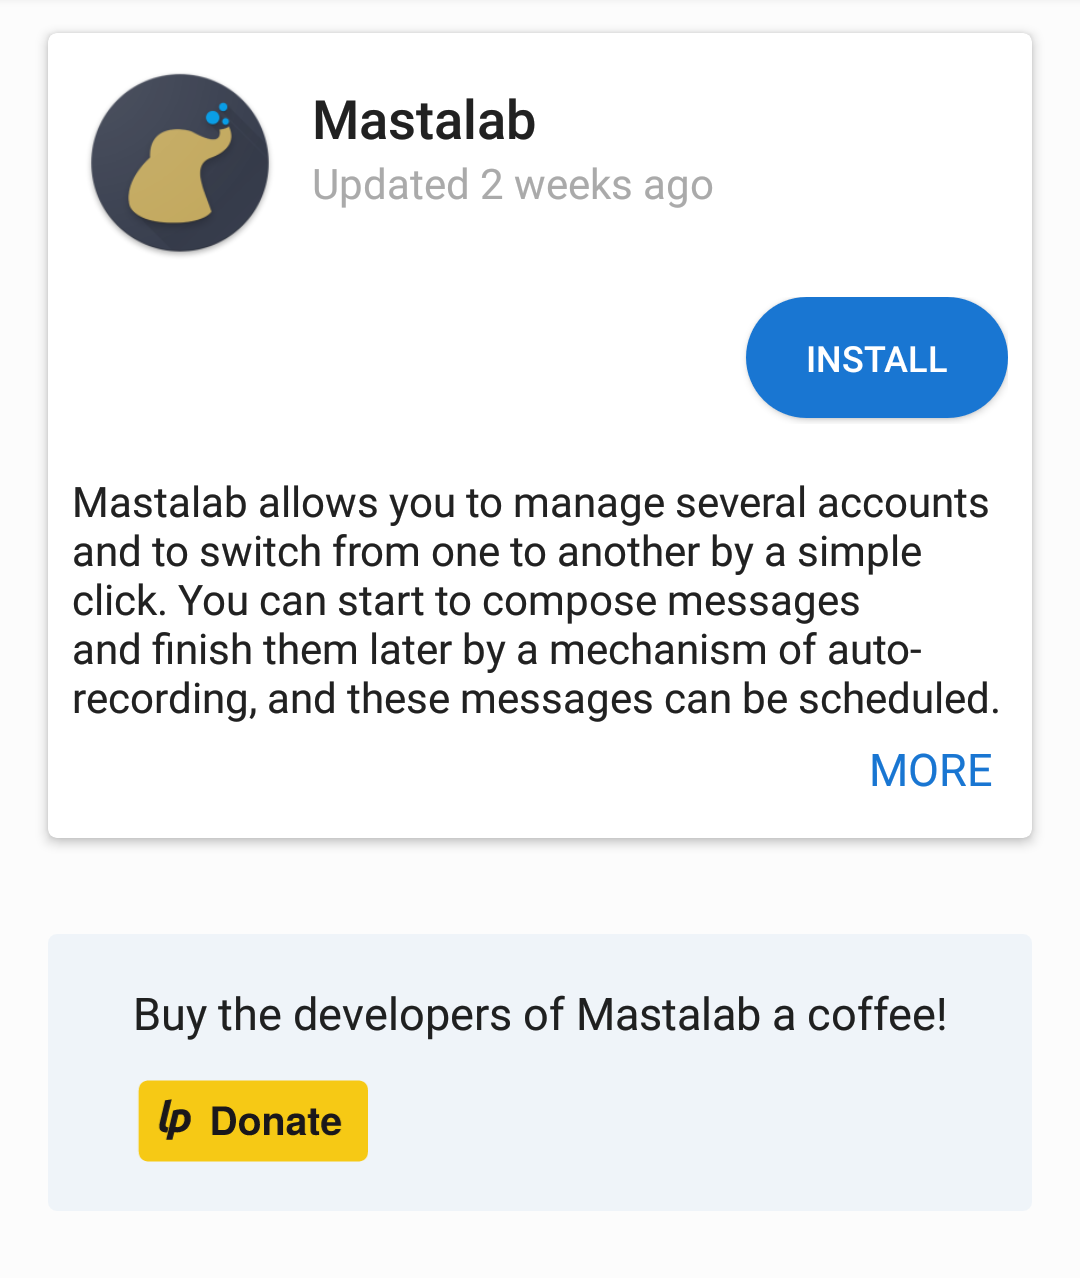 Mastalab
Updated 2 weeks ago
INSTALL
Mastalab allows you to manage several accounts
and to switch from one to another by a simple
click. You can start to compose messages
and finish them later by a mechanism of auto-
recording, and these messages can be scheduled.
MORE
Buy the developers of Mastalab a coffee!
lp Donate